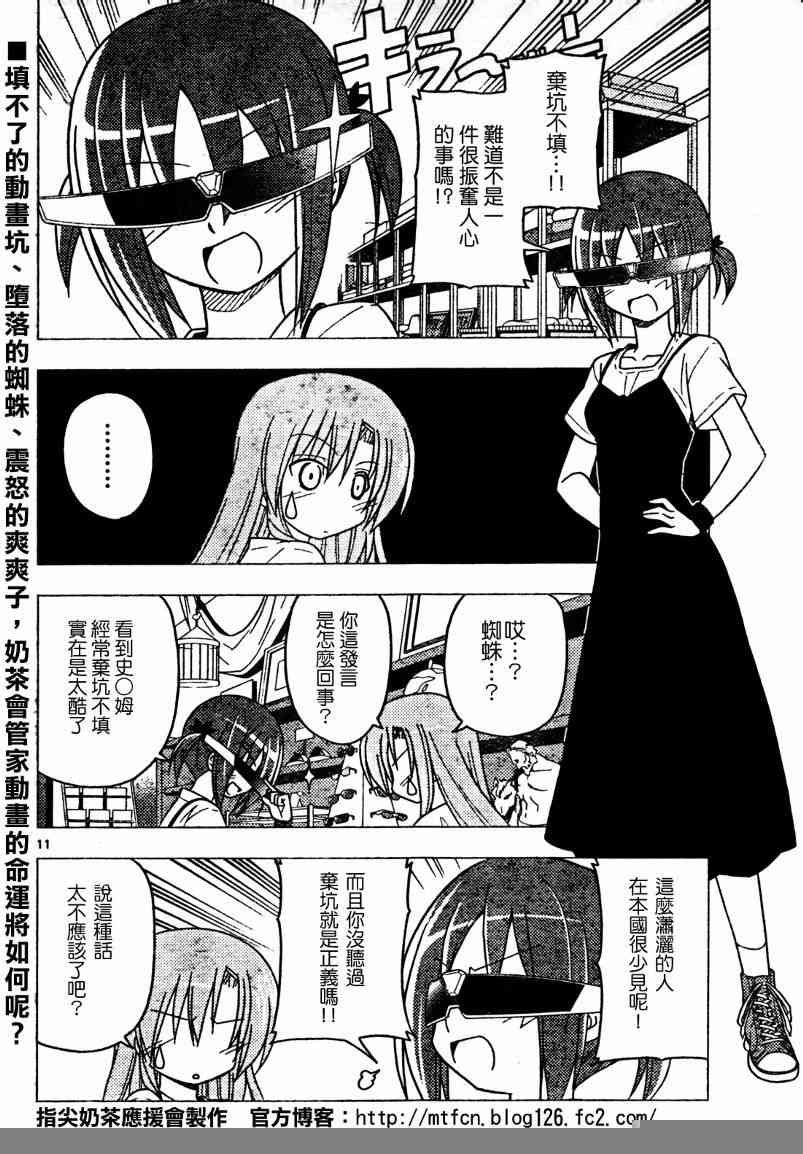 ■填不了的動畫坑、墮落的蜘蛛、震怒的爽爽子，奶茶會管家動畫的命運將如何呢？
キラ～ン
棄坑不填…!!
難道不是一
件很振奮人心
的事嗎!?
………
哎…?
蜘蛛…?
你這發言
是怎麼回事?
看到史〇姆
經常棄坑不填
實在是太酷了
11
這麼瀟灑的人
在本國很少見呢!
而且你沒聽過
棄坑就是正義嗎!!
說這種話
太不應該了吧?
指尖奶茶應援會製作　官方博客：http://mtfcn.blog126.fc2.com/